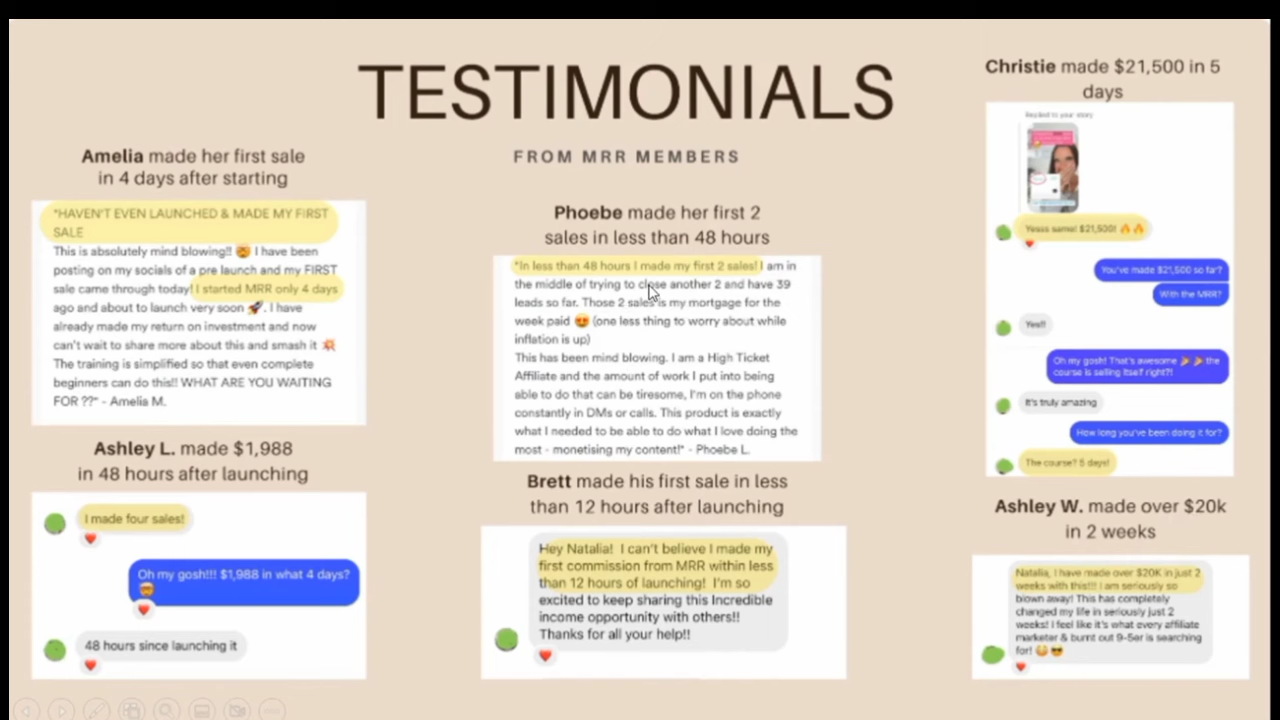 TESTIMONIALS
FROM MRR MEMBERS
Amelia made her first sale
in 4 days after starting
"HAVEN'T EVEN LAUNCHED & MADE MY FIRST
SALE
This is absolutely mind blowing!! 🤯 I have been
posting on my socials of a pre launch and my FIRST
sale came through today! I started MRR only 4 days
ago and about to launch very soon 🚀. I have
already made my return on investment and now
can't wait to share more about this and smash it 💥
The training is simplified so that even complete
beginners can do this!! WHAT ARE YOU WAITING
FOR ??" - Amelia M.
Ashley L. made $1,988
in 48 hours after launching
I made four sales!
Oh my gosh!!! $1,988 in what 4 days?
🤯
48 hours since launching it
Phoebe made her first 2
sales in less than 48 hours
"In less than 48 hours I made my first 2 sales! I am in
the middle of trying to close another 2 and have 39
leads so far. Those 2 sales is my mortgage for the
week paid 😍 (one less thing to worry about while
inflation is up)
This has been mind blowing. I am a High Ticket
Affiliate and the amount of work I put into being
able to do that can be tiresome, I'm on the phone
constantly in DMs or calls. This product is exactly
what I needed to be able to do what I love doing the
most - monetising my content!" - Phoebe L.
Brett made his first sale in less
than 12 hours after launching
Hey Natalia! I can't believe I made my
first commission from MRR within less
than 12 hours of launching! I'm so
excited to keep sharing this Incredible
income opportunity with others!!
Thanks for all your help!!
Christie made $21,500 in 5
days
Replied to your story
Yesss same! $21,500! 🔥🔥
You've made $21,500 so far?
With the MRR?
Yes!!
Oh my gosh! That's awesome 🎉🎉 the
course is selling itself right?!
It's truly amazing
How long you've been doing it for?
The course? 5 days!
Ashley W. made over $20k
in 2 weeks
Natalia, I have made over $20K in just 2
weeks with this!!! I am seriously so
blown away! This has completely
changed my life in seriously just 2
weeks! I feel like it's what every affiliate
marketer & burnt out 9-5er is searching
for! 😳😎